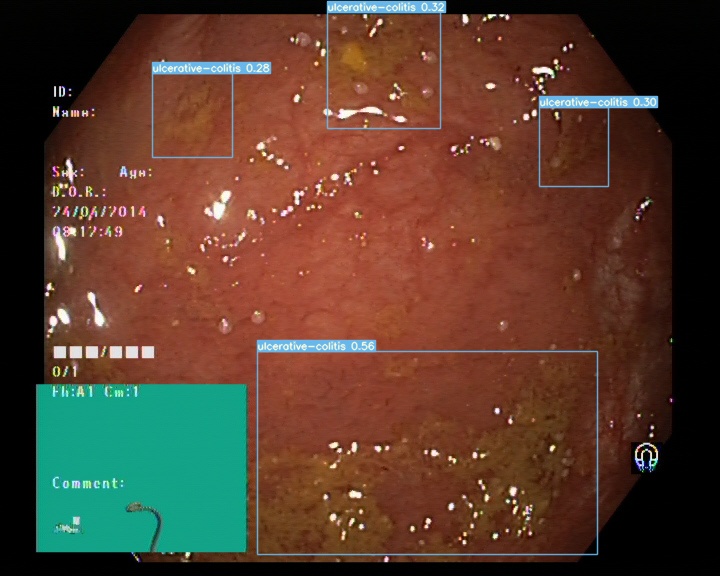 ulcerative-colitis 0.32
ulcerative-colitis 0.28
ulcerative-colitis 0.30
ID:
Name:
Sex: Age:
D.O.B.:
24/04/2014
08:12:49
ulcerative-colitis 0.56
0/1
Ph:A1 Cm:1
Comment: